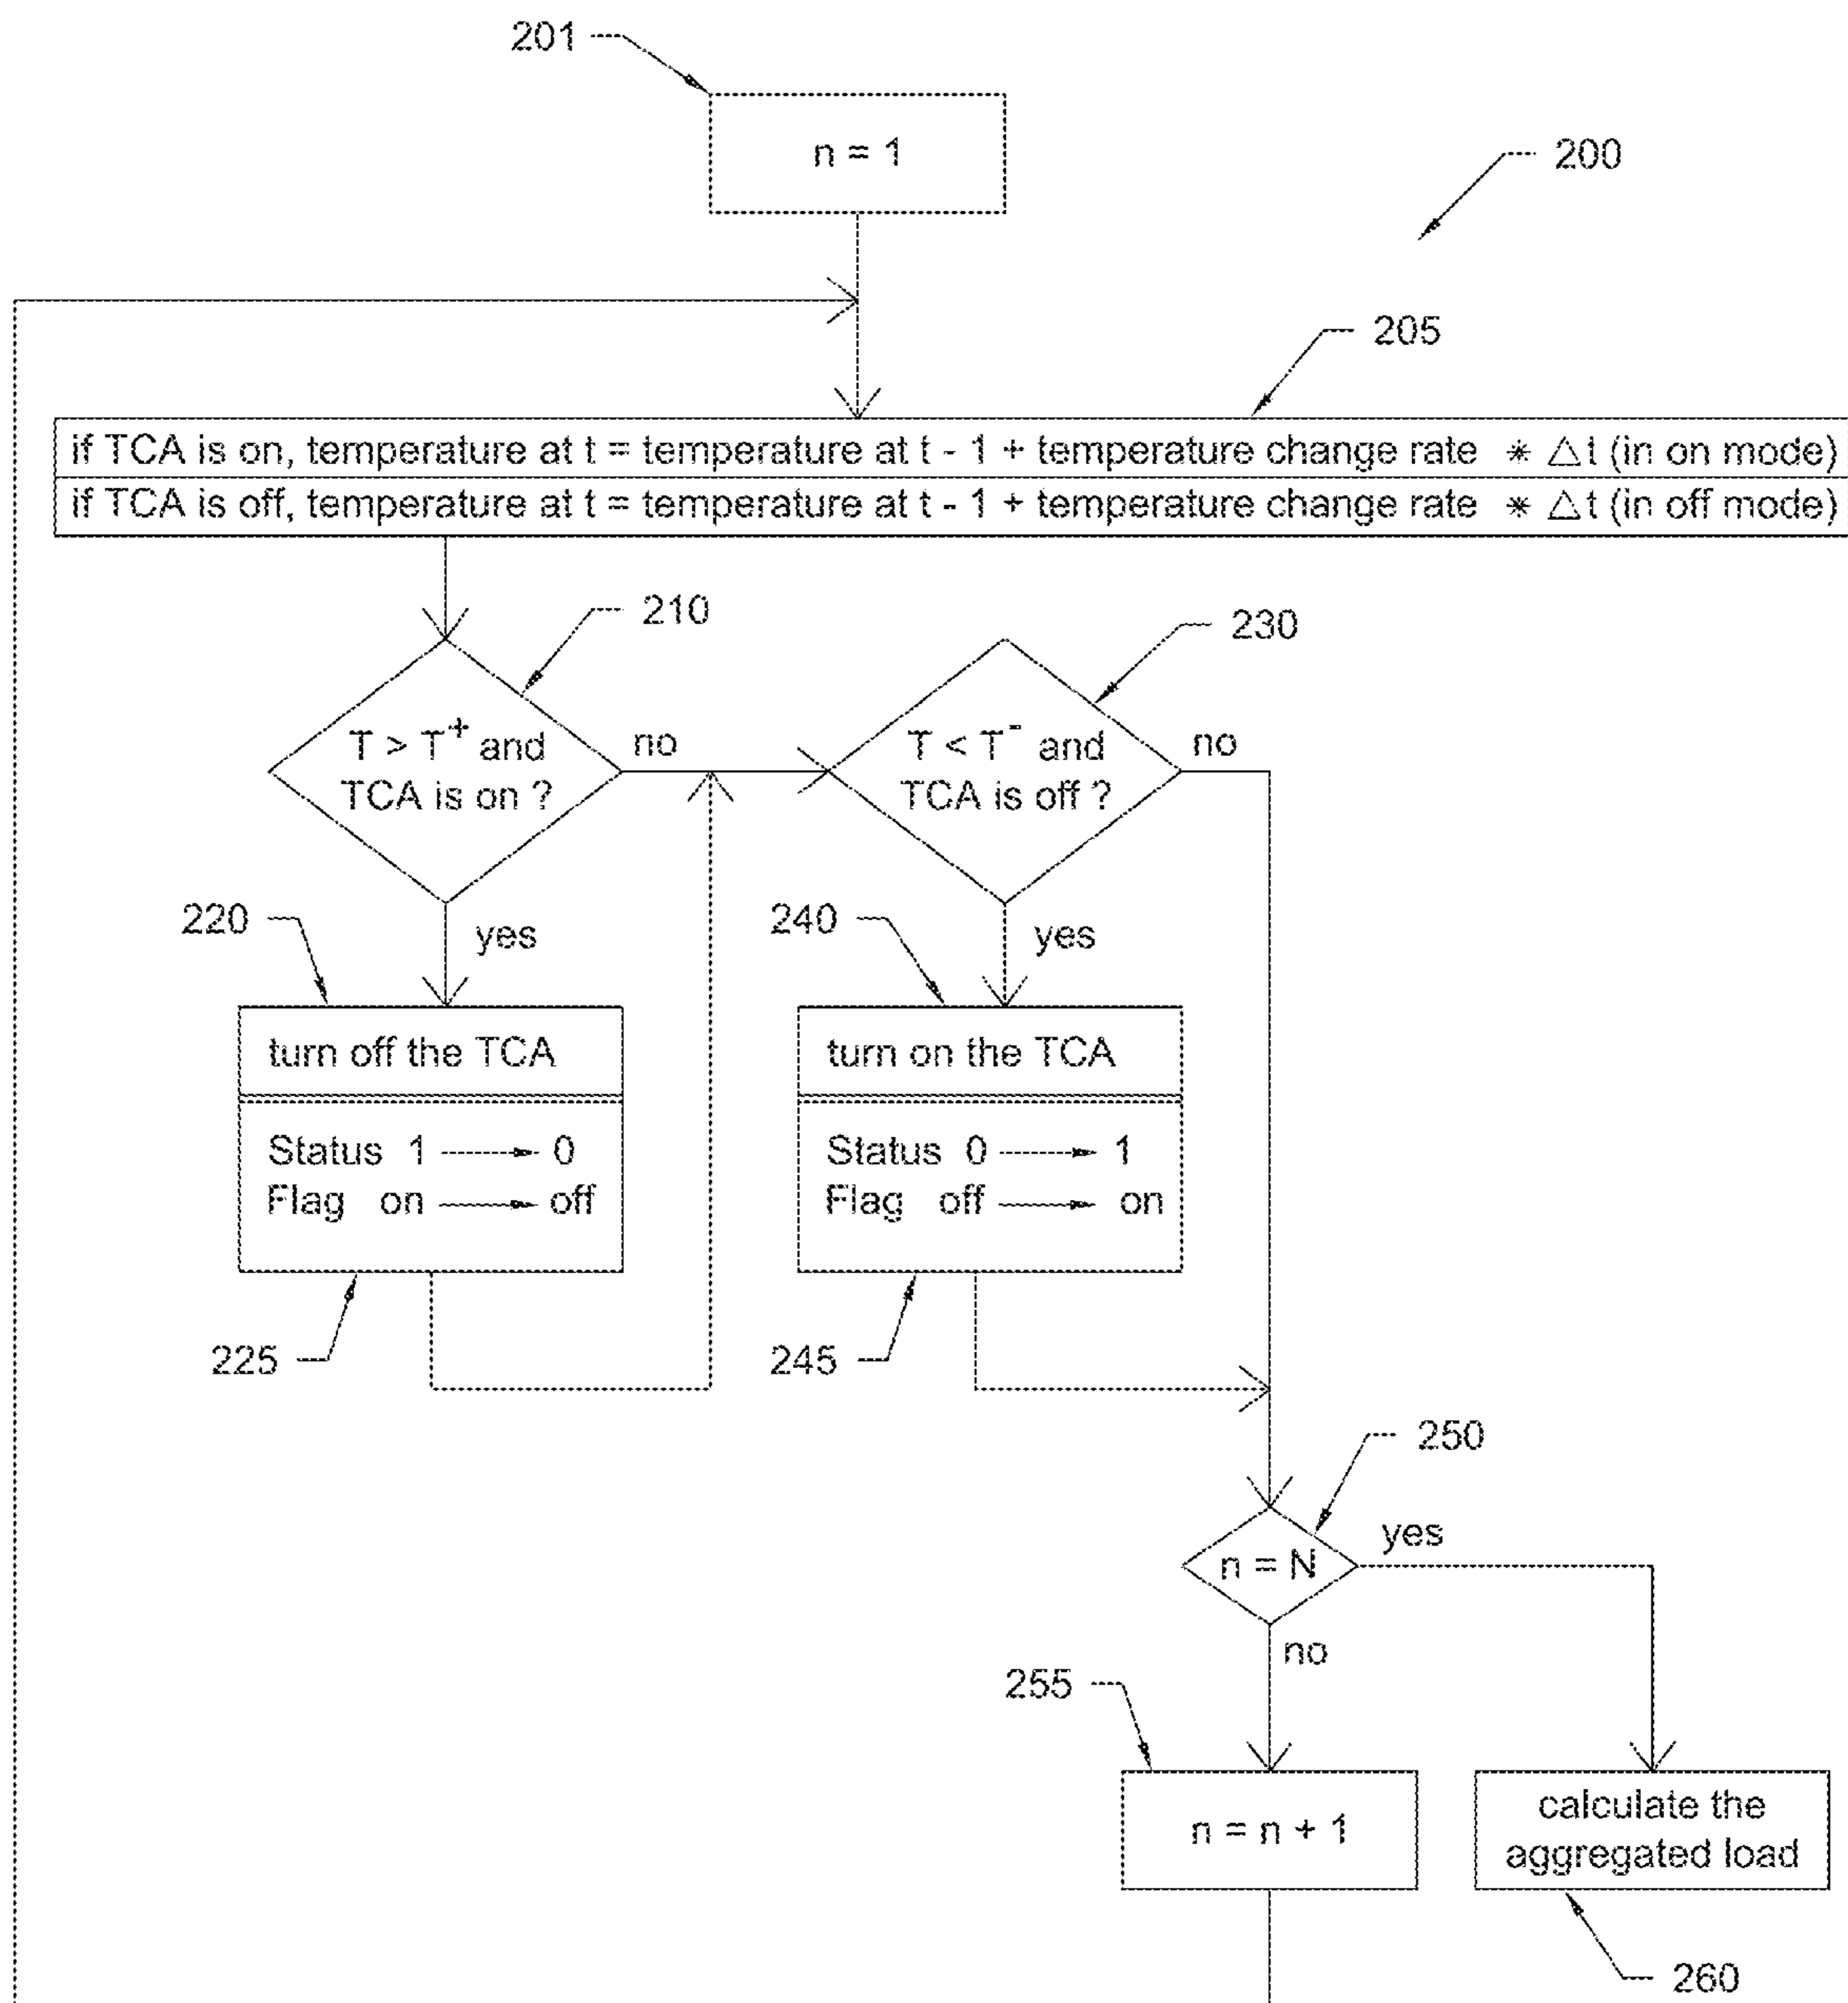 201
n = 1
200
205
if TCA is on, temperature at t = temperature at t - 1 + temperature change rate * △t (in on mode)
if TCA is off, temperature at t = temperature at t - 1 + temperature change rate * △t (in off mode)
210
230
T > T⁺ and
TCA is on ?
no
T < T⁻ and
TCA is off ?
no
220
yes
240
yes
turn off the TCA
Status 1 → 0
Flag on → off
turn on the TCA
Status 0 → 1
Flag off → on
225
245
250
n = N
yes
no
255
n = n + 1
calculate the
aggregated load
260